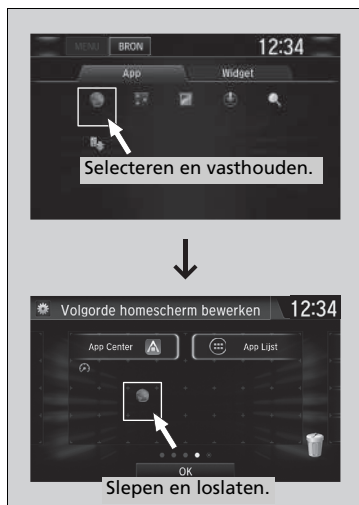 MENU BRON 12:34
App Widget
Selecteren en vasthouden.
Volgorde homescherm bewerken 12:34
App Center App Lijst
OK
Slepen en loslaten.